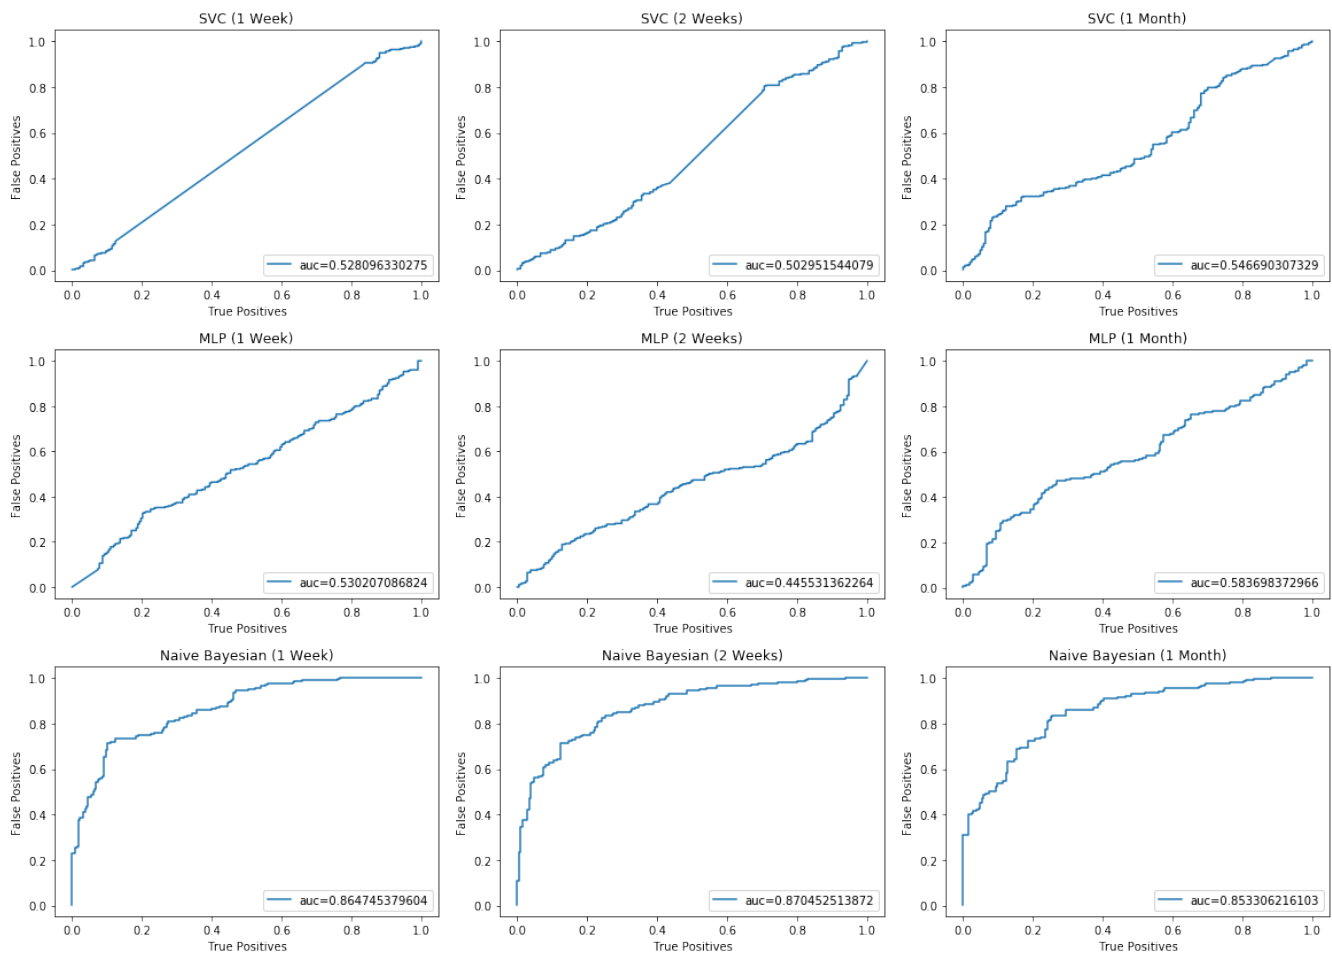 SVC (1 Week)
1.0
0.8
0.6
0.4
0.2
0.0
False Positives
auc=0.528096330275
0.0 0.2 0.4 0.6 0.8 1.0
True Positives
SVC (2 Weeks)
1.0
0.8
0.6
0.4
0.2
0.0
False Positives
auc=0.502951544079
0.0 0.2 0.4 0.6 0.8 1.0
True Positives
SVC (1 Month)
1.0
0.8
0.6
0.4
0.2
0.0
False Positives
auc=0.546690307329
0.0 0.2 0.4 0.6 0.8 1.0
True Positives
MLP (1 Week)
1.0
0.8
0.6
0.4
0.2
0.0
False Positives
auc=0.530207086824
0.0 0.2 0.4 0.6 0.8 1.0
True Positives
MLP (2 Weeks)
1.0
0.8
0.6
0.4
0.2
0.0
False Positives
auc=0.445531362264
0.0 0.2 0.4 0.6 0.8 1.0
True Positives
MLP (1 Month)
1.0
0.8
0.6
0.4
0.2
0.0
False Positives
auc=0.583698372966
0.0 0.2 0.4 0.6 0.8 1.0
True Positives
Naive Bayesian (1 Week)
1.0
0.8
0.6
0.4
0.2
0.0
False Positives
auc=0.864745379604
0.0 0.2 0.4 0.6 0.8 1.0
True Positives
Naive Bayesian (2 Weeks)
1.0
0.8
0.6
0.4
0.2
0.0
False Positives
auc=0.870452513872
0.0 0.2 0.4 0.6 0.8 1.0
True Positives
Naive Bayesian (1 Month)
1.0
0.8
0.6
0.4
0.2
0.0
False Positives
auc=0.853306216103
0.0 0.2 0.4 0.6 0.8 1.0
True Positives